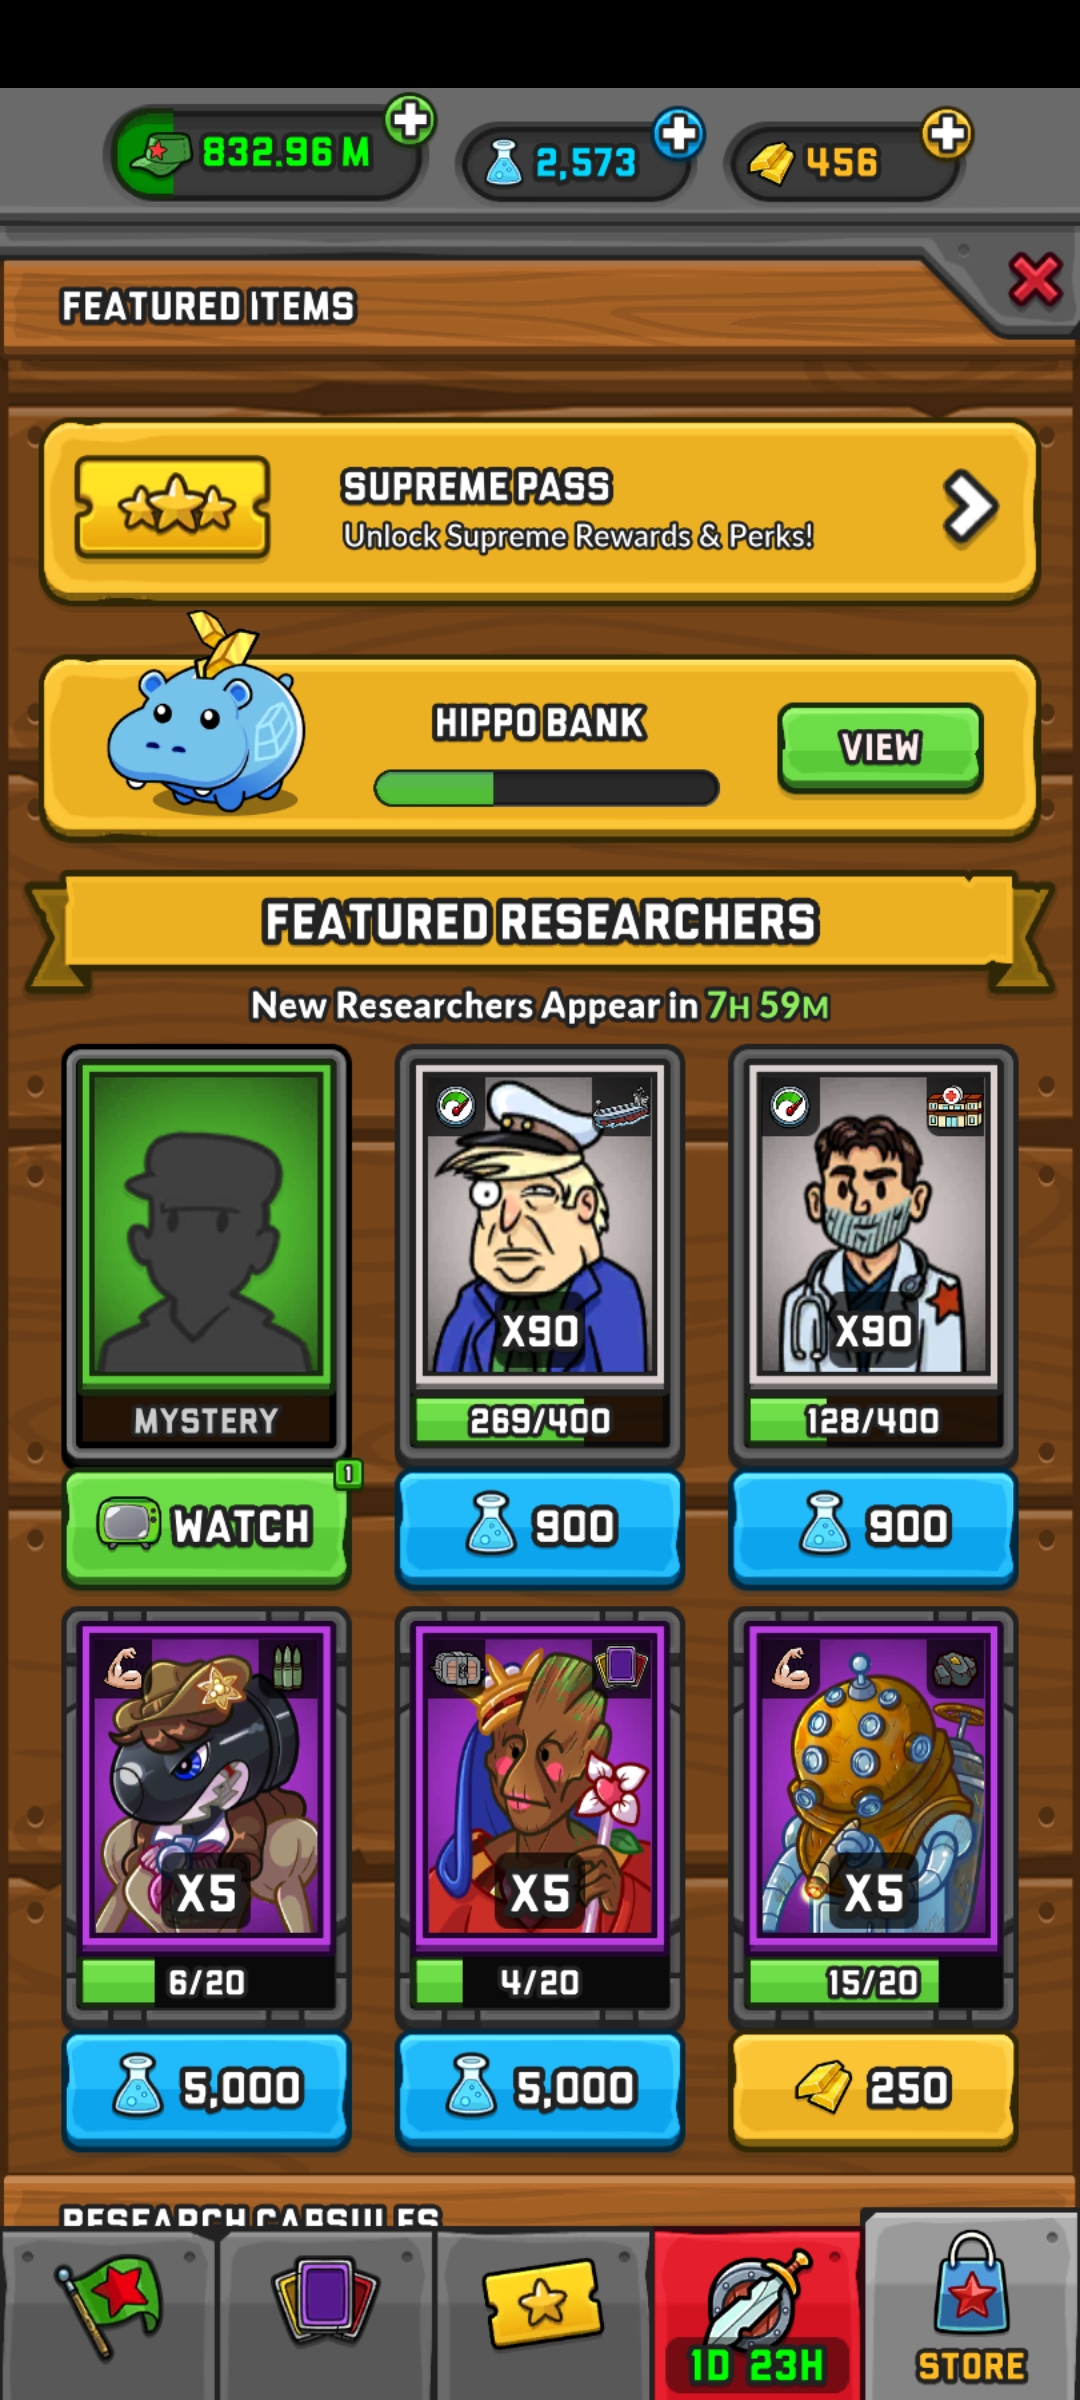 832.96 M
2,573
456
FEATURED ITEMS
SUPREME PASS
Unlock Supreme Rewards & Perks!
HIPPO BANK
VIEW
FEATURED RESEARCHERS
New Researchers Appear in 7H 59M
X90
X90
MYSTERY
269/400
128/400
1
WATCH
900
900
X5
X5
X5
6/20
4/20
15/20
5,000
5,000
250
RESEARCH CAPSULES
1D 23H
STORE